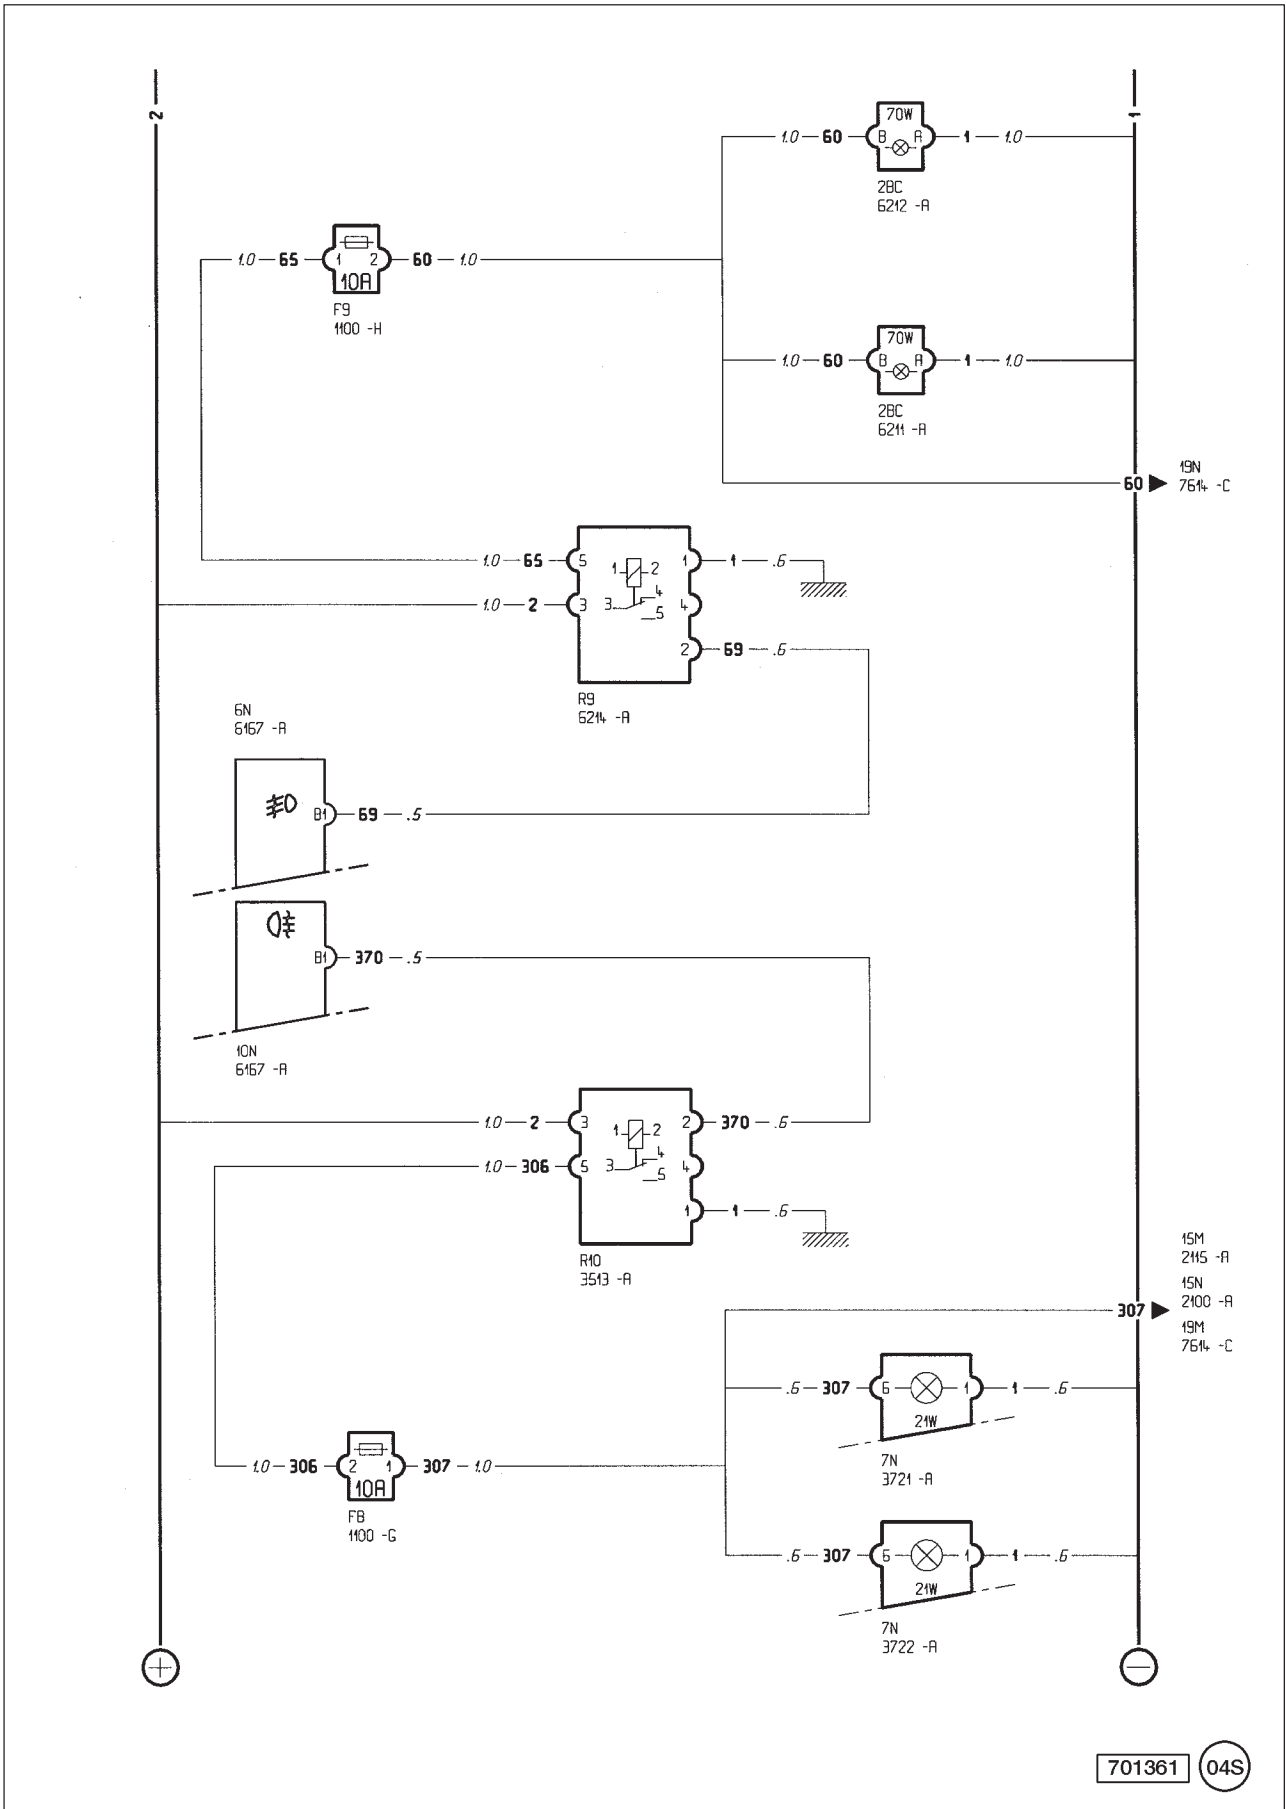 2
1
70W
1.0 60 B A 1 1.0
2BC
6212 -A
1.0 65 1 2 60 1.0
10A
F9
1100 -H
70W
1.0 60 B A 1 1.0
2BC
6211 -A
60
19N
7614 -C
1.0 65 5 1 1 .6
1 2
1.0 2 3 3 4 5 4
2 69 .6
R9
6214 -A
6N
6167 -A
B1 69 .5
B1 370 .5
10N
6167 -A
1.0 2 3 2 370 .6
1 2
1.0 306 5 3 4 5 4
1 1 .6
R10
3513 -A
15M
2115 -A
15N
2100 -A
307
19M
7614 -C
.6 307 6 1 1 .6
21W
7N
3721 -A
1.0 306 2 1 307 1.0
10A
F8
1100 -G
.6 307 6 1 1 .6
21W
7N
3722 -A
+
−
701361 04S